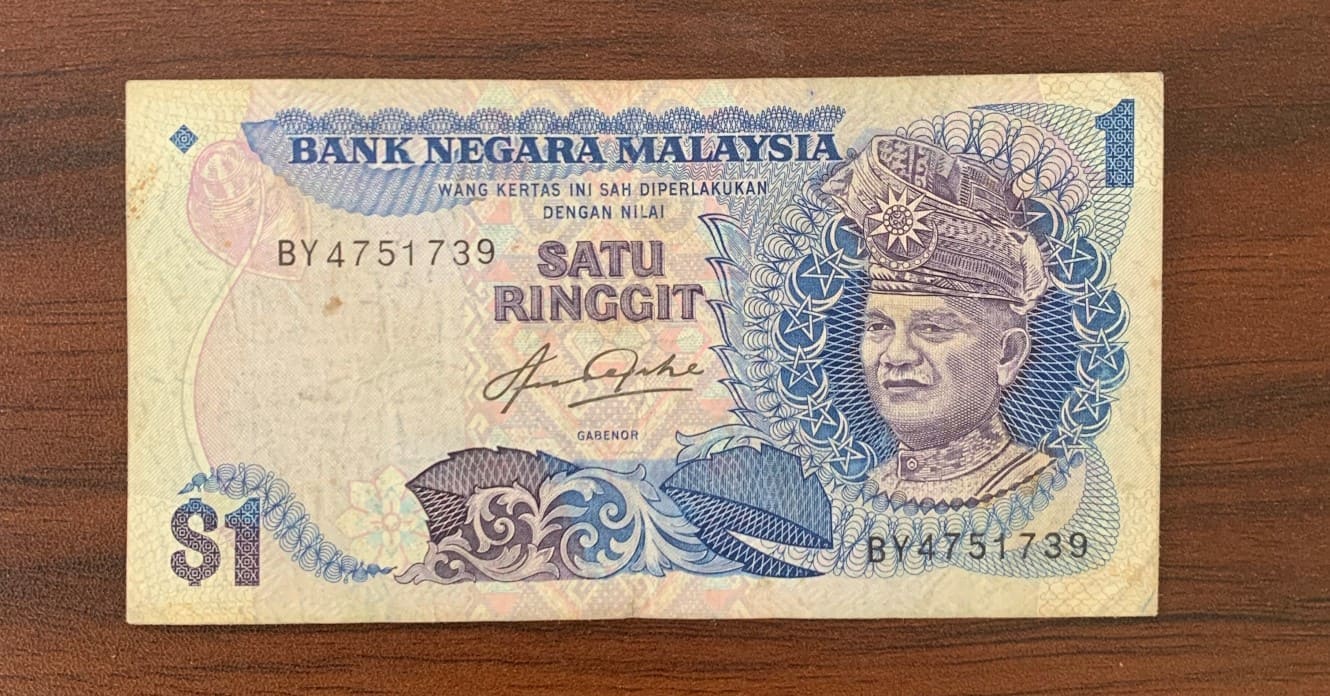 BANK NEGARA MALAYSIA
1
WANG KERTAS INI SAH DIPERLAKUKAN
DENGAN NILAI
BY4751739
SATU
RINGGIT
GABENOR
$1
BY4751739